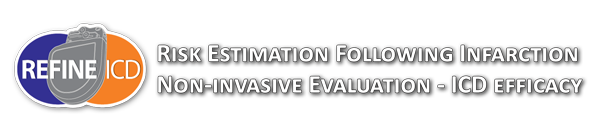 REFINE ICD
Risk Estimation Following Infarction
Non-invasive Evaluation - ICD efficacy